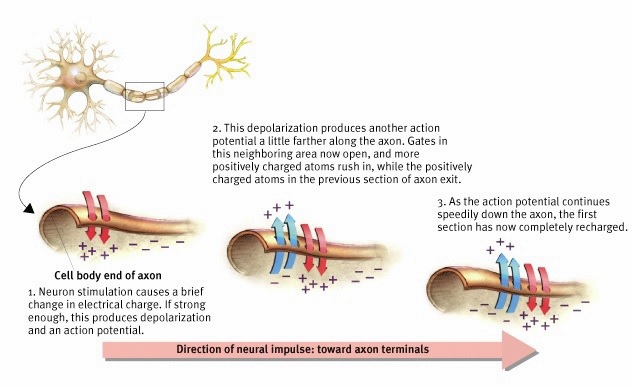 2. This depolarization produces another action
potential a little farther along the axon. Gates in
this neighboring area now open, and more
positively charged atoms rush in, while the positively
charged atoms in the previous section of axon exit.
3. As the action potential continues
speedily down the axon, the first
section has now completely recharged.
Cell body end of axon
1. Neuron stimulation causes a brief
change in electrical charge. If strong
enough, this produces depolarization
and an action potential.
Direction of neural impulse: toward axon terminals